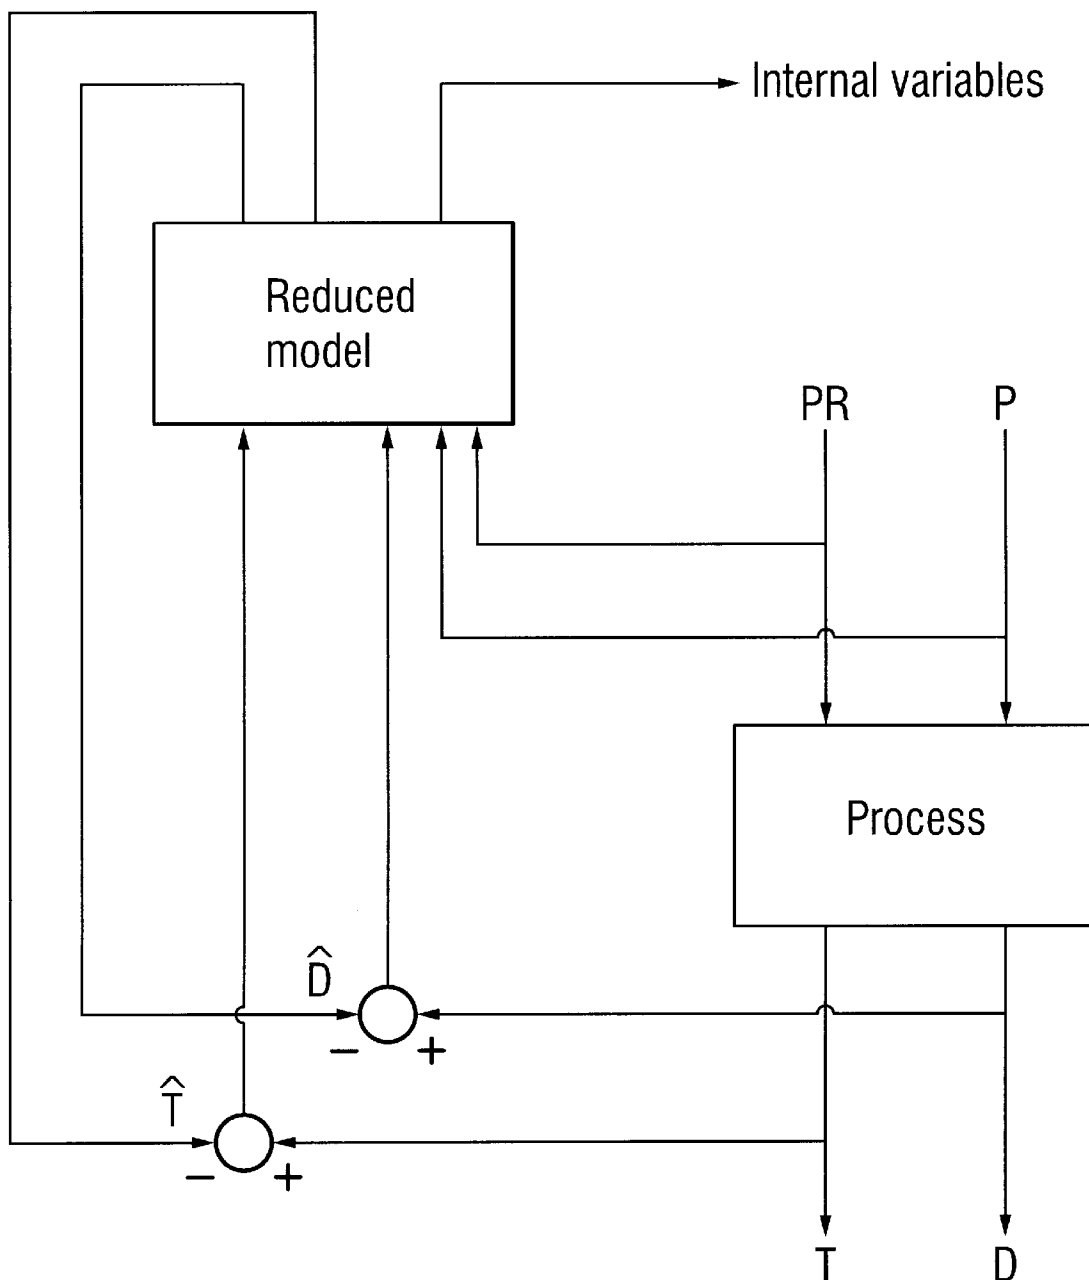 Internal variables
Reduced
model
PR P
Process
D̂
− +
T̂
− +
T D